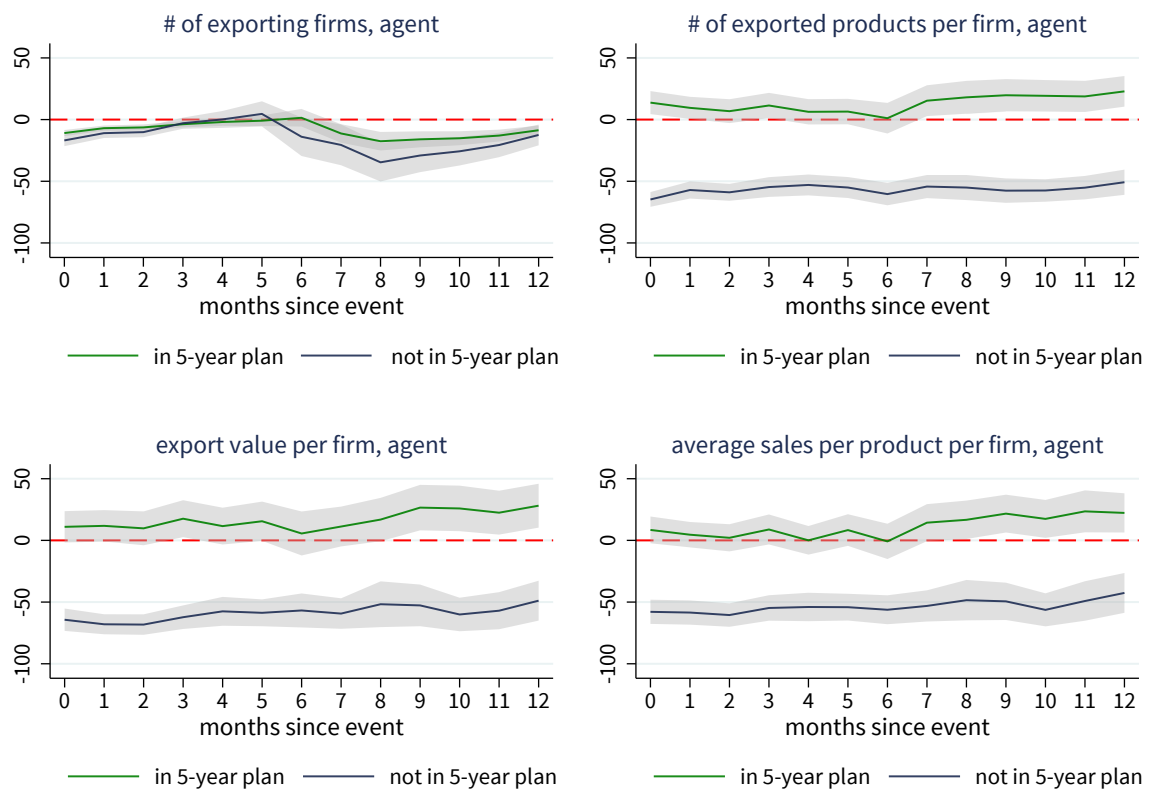 # of exporting firms, agent
50
0
-50
-100
0 1 2 3 4 5 6 7 8 9 10 11 12
months since event
in 5-year plan not in 5-year plan
# of exported products per firm, agent
50
0
-50
-100
0 1 2 3 4 5 6 7 8 9 10 11 12
months since event
in 5-year plan not in 5-year plan
export value per firm, agent
50
0
-50
-100
0 1 2 3 4 5 6 7 8 9 10 11 12
months since event
in 5-year plan not in 5-year plan
average sales per product per firm, agent
50
0
-50
-100
0 1 2 3 4 5 6 7 8 9 10 11 12
months since event
in 5-year plan not in 5-year plan